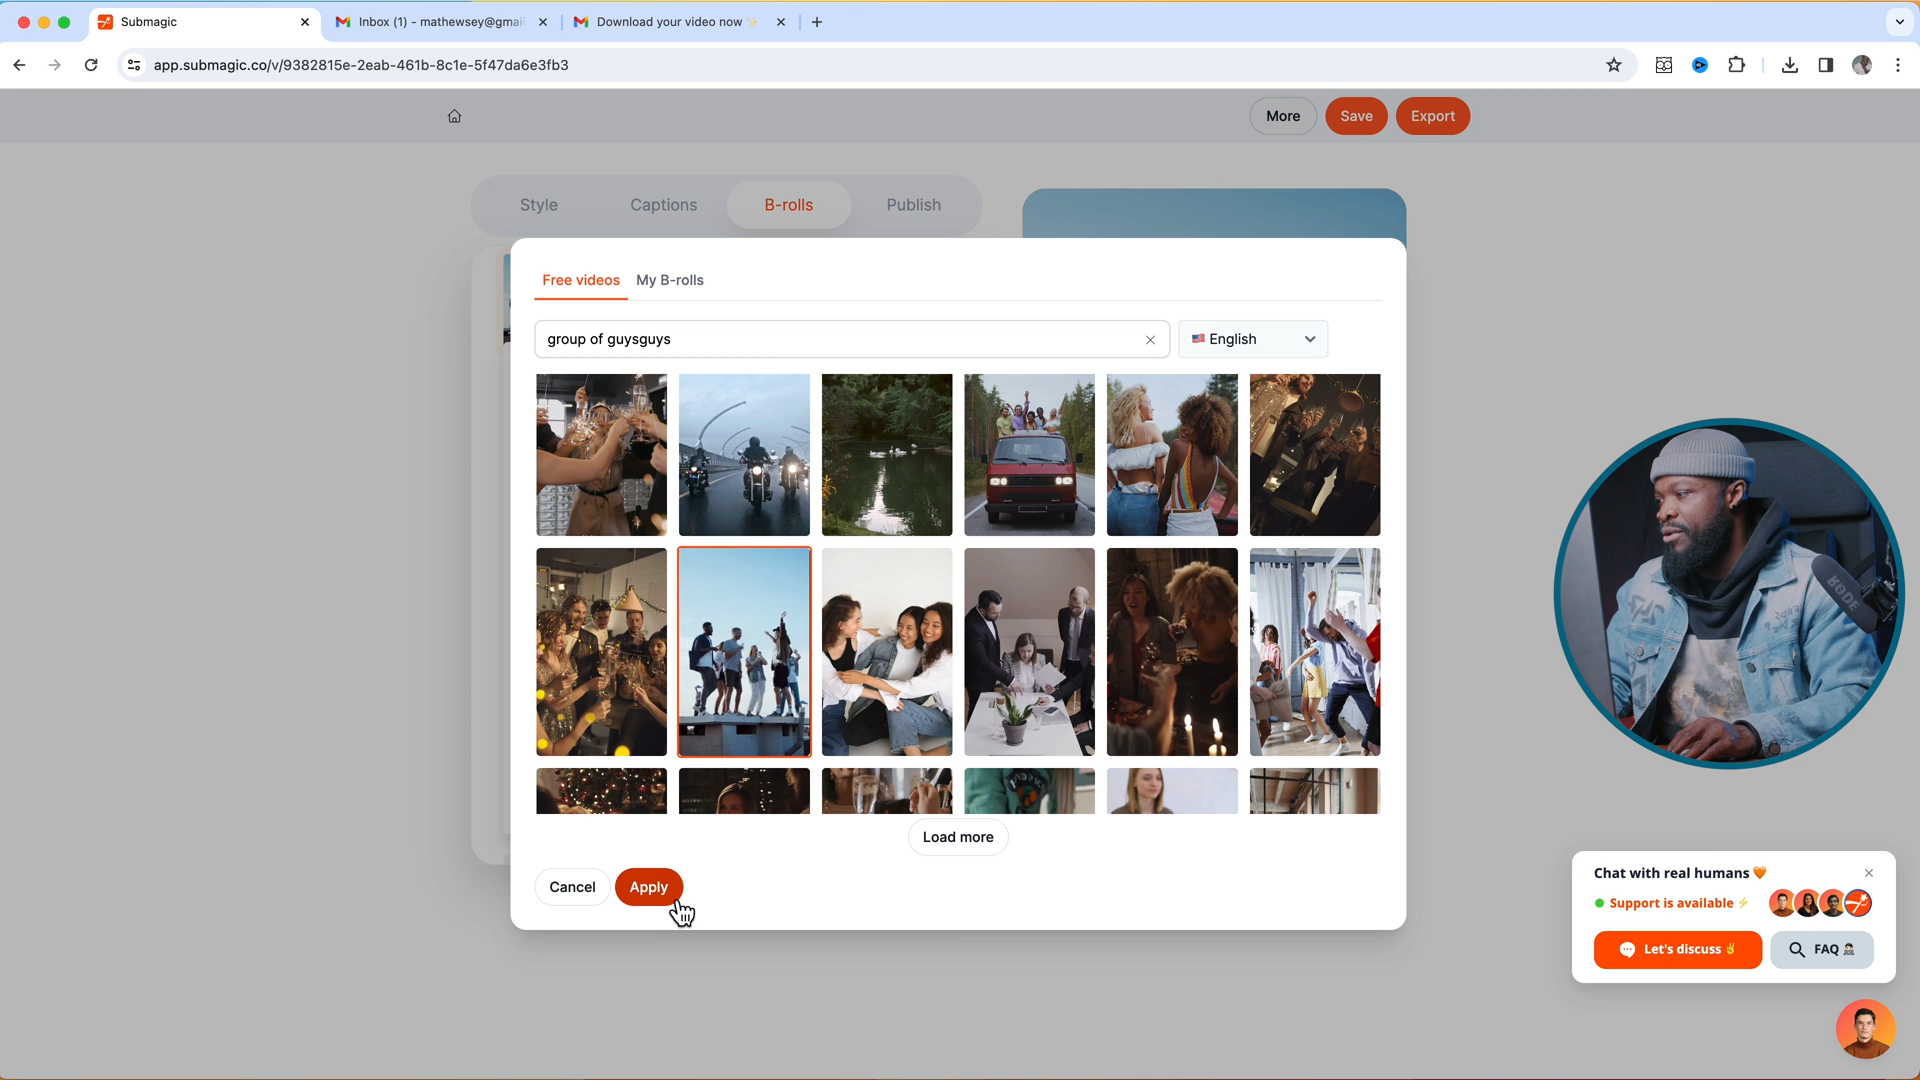 Submagic
Inbox (1) - mathewsey@gmai
Download your video now ✨
app.submagic.co/v/9382815e-2eab-461b-8c1e-5f47da6e3fb3
More
Save
Export
Style
Captions
B-rolls
Publish
Free videos
My B-rolls
group of guysguys
🇺🇸 English
Load more
Cancel
Apply
RODE
Chat with real humans 🧡
Support is available ⚡
Let's discuss ✌
FAQ